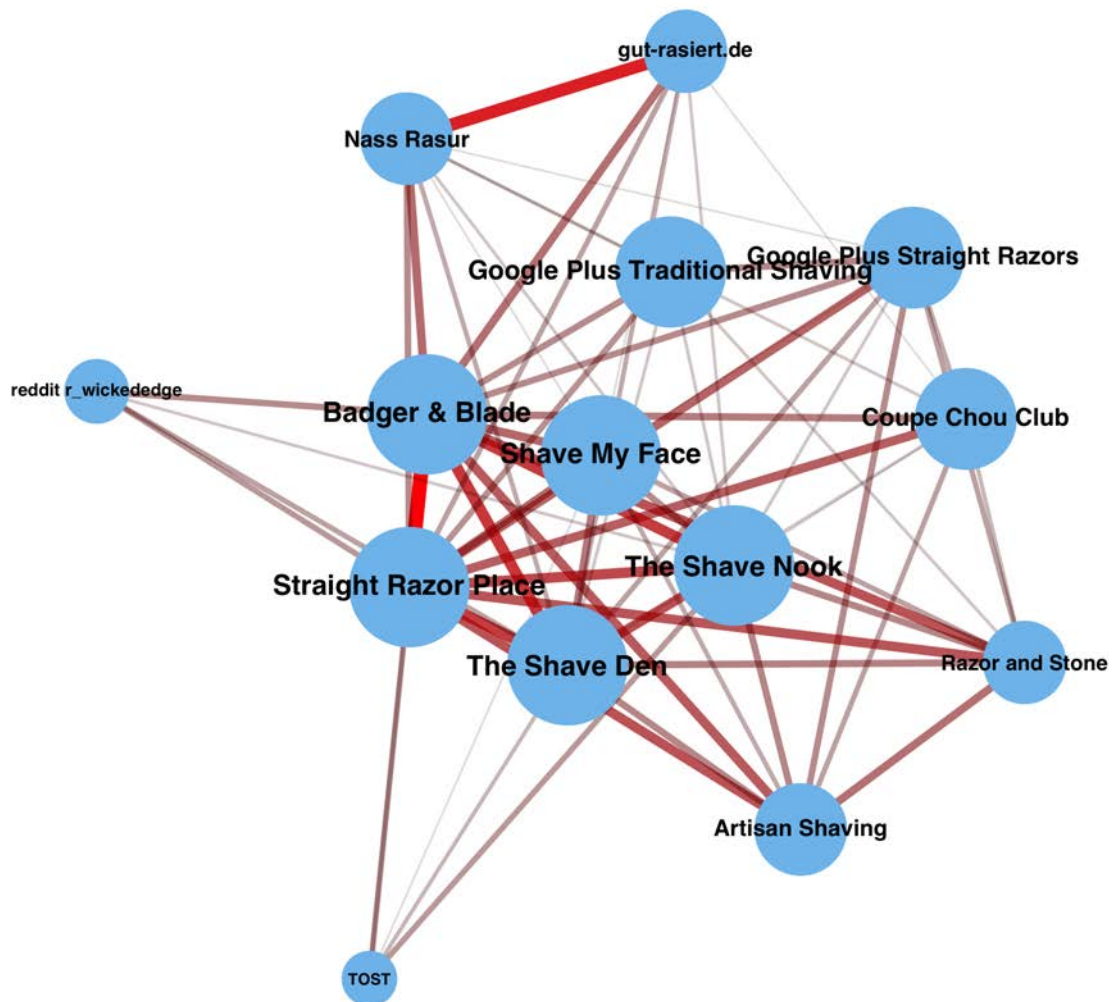 gut-rasiert.de
Nass Rasur
Google Plus Straight Razors
Google Plus Traditional Shaving
reddit r_wickededge
Badger & Blade
Coupe Chou Club
Shave My Face
The Shave Nook
Straight Razor Place
The Shave Den
Razor and Stone
Artisan Shaving
TOST